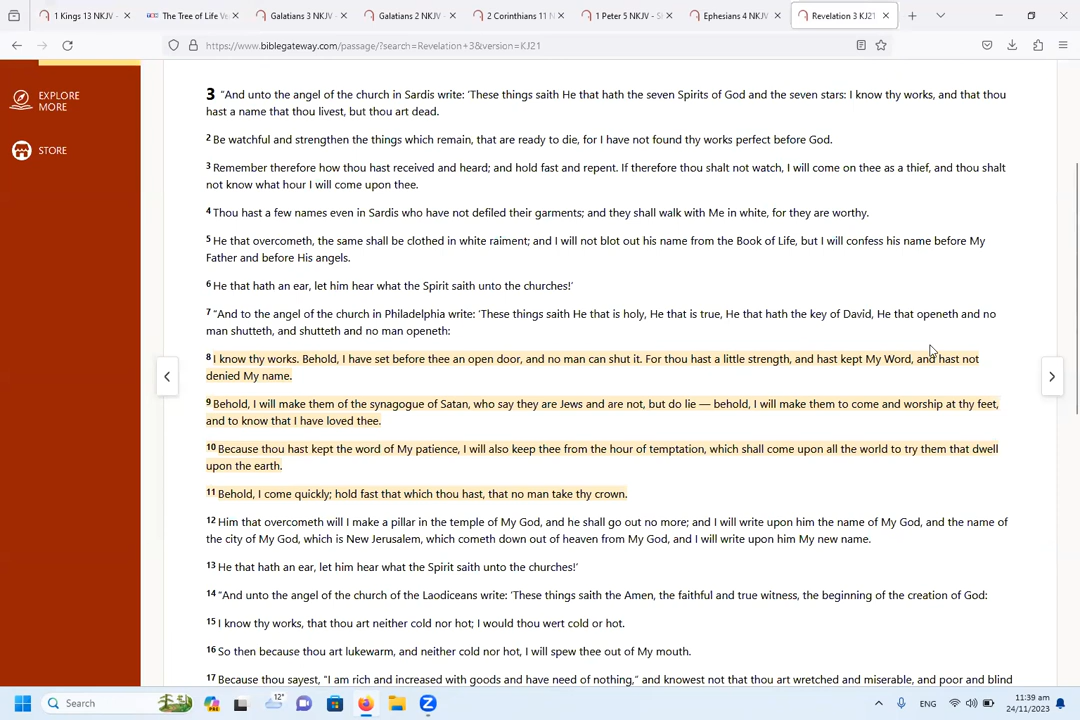 1 Kings 13 NKJV -
The Tree of Life Ve
Galatians 3 NKJV -
Galatians 2 NKJV -
2 Corinthians 11 N
1 Peter 5 NKJV - S
Ephesians 4 NKJV
Revelation 3 KJ21
https://www.biblegateway.com/passage/?search=Revelation+3&version=KJ21
EXPLORE
MORE
STORE
3 "And unto the angel of the church in Sardis write: 'These things saith He that hath the seven Spirits of God and the seven stars: I know thy works, and that thou
hast a name that thou livest, but thou art dead.
2 Be watchful and strengthen the things which remain, that are ready to die, for I have not found thy works perfect before God.
3 Remember therefore how thou hast received and heard; and hold fast and repent. If therefore thou shalt not watch, I will come on thee as a thief, and thou shalt
not know what hour I will come upon thee.
4 Thou hast a few names even in Sardis who have not defiled their garments; and they shall walk with Me in white, for they are worthy.
5 He that overcometh, the same shall be clothed in white raiment; and I will not blot out his name from the Book of Life, but I will confess his name before My
Father and before His angels.
6 He that hath an ear, let him hear what the Spirit saith unto the churches!'
7 "And to the angel of the church in Philadelphia write: 'These things saith He that is holy, He that is true, He that hath the key of David, He that openeth and no
man shutteth, and shutteth and no man openeth:
8 I know thy works. Behold, I have set before thee an open door, and no man can shut it. For thou hast a little strength, and hast kept My Word, and hast not
denied My name.
9 Behold, I will make them of the synagogue of Satan, who say they are Jews and are not, but do lie — behold, I will make them to come and worship at thy feet,
and to know that I have loved thee.
10 Because thou hast kept the word of My patience, I will also keep thee from the hour of temptation, which shall come upon all the world to try them that dwell
upon the earth.
11 Behold, I come quickly; hold fast that which thou hast, that no man take thy crown.
12 Him that overcometh will I make a pillar in the temple of My God, and he shall go out no more; and I will write upon him the name of My God, and the name of
the city of My God, which is New Jerusalem, which cometh down out of heaven from My God, and I will write upon him My new name.
13 He that hath an ear, let him hear what the Spirit saith unto the churches!'
14 "And unto the angel of the church of the Laodiceans write: 'These things saith the Amen, the faithful and true witness, the beginning of the creation of God:
15 I know thy works, that thou art neither cold nor hot; I would thou wert cold or hot.
16 So then because thou art lukewarm, and neither cold nor hot, I will spew thee out of My mouth.
17 Because thou sayest, "I am rich and increased with goods and have need of nothing," and knowest not that thou art wretched and miserable, and poor and blind
Search
12°
ENG
11:39 am
24/11/2023